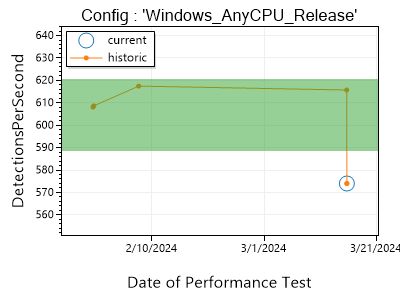 Config : 'Windows_AnyCPU_Release'
current
historic
DetectionsPerSecond
640
630
620
610
600
590
580
570
560
2/10/2024
3/1/2024
3/21/2024
Date of Performance Test